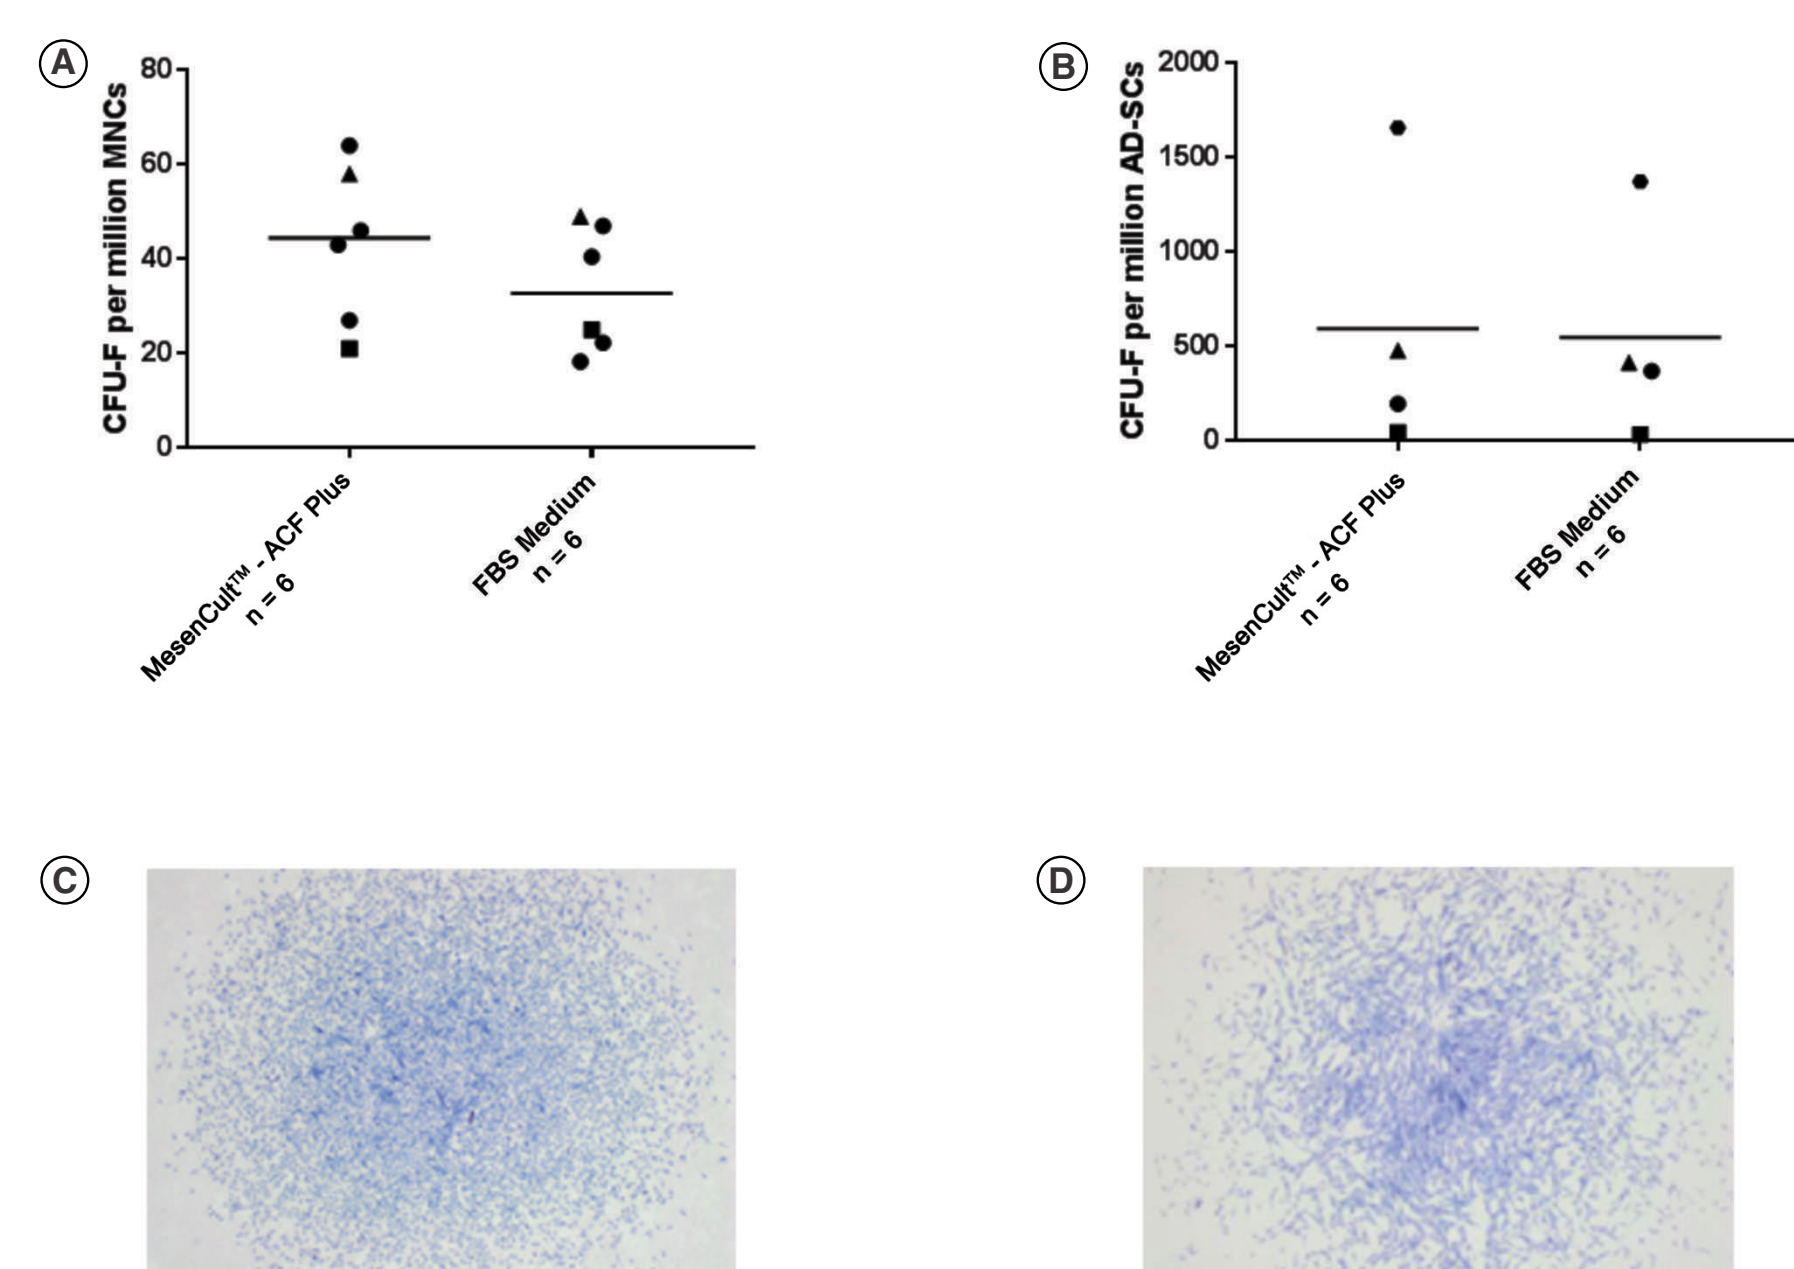 A
CFU-F per million MNCs
80
60
40
20
0
MesenCult™ - ACF Plus
n = 6
FBS Medium
n = 6
B
CFU-F per million AD-SCs
2000
1500
1000
500
0
MesenCult™ - ACF Plus
n = 6
FBS Medium
n = 6
C
D